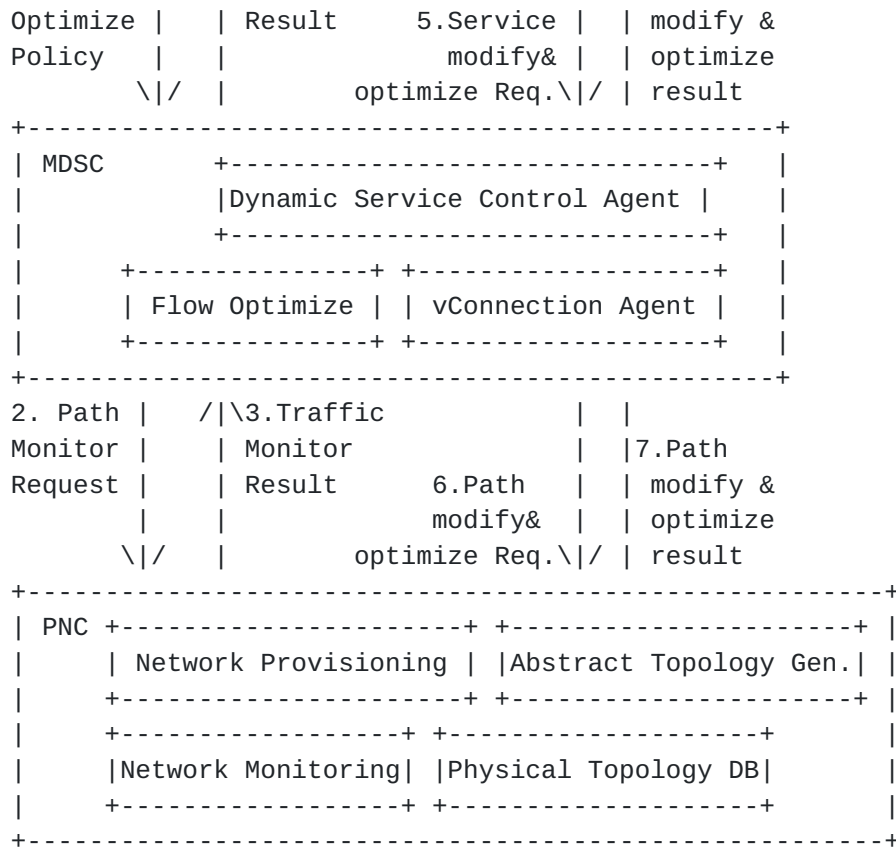 Optimize |   | Result     5.Service |  | modify &
Policy   |   |              modify& |  | optimize
        \|/  |        optimize Req.\|/ | result
+------------------------------------------------+
| MDSC         +-------------------------------+    |
|              |Dynamic Service Control Agent |    |
|              +-------------------------------+    |
|      +---------------+ +-------------------+    |
|      | Flow Optimize | | vConnection Agent |    |
|      +---------------+ +-------------------+    |
+------------------------------------------------+
2. Path |   /|\3.Traffic            |  |
Monitor |    | Monitor              |  |7.Path
Request |    | Result     6.Path   |  | modify &
        |    |            modify&  |  | optimize
       \|/   |       optimize Req.\|/ | result
+-------------------------------------------------------+
| PNC +----------------------+ +----------------------+ |
|     | Network Provisioning | |Abstract Topology Gen.| |
|     +----------------------+ +----------------------+ |
|     +------------------+ +--------------------+       |
|     |Network Monitoring| |Physical Topology DB|       |
|     +------------------+ +--------------------+       |
+-------------------------------------------------------+